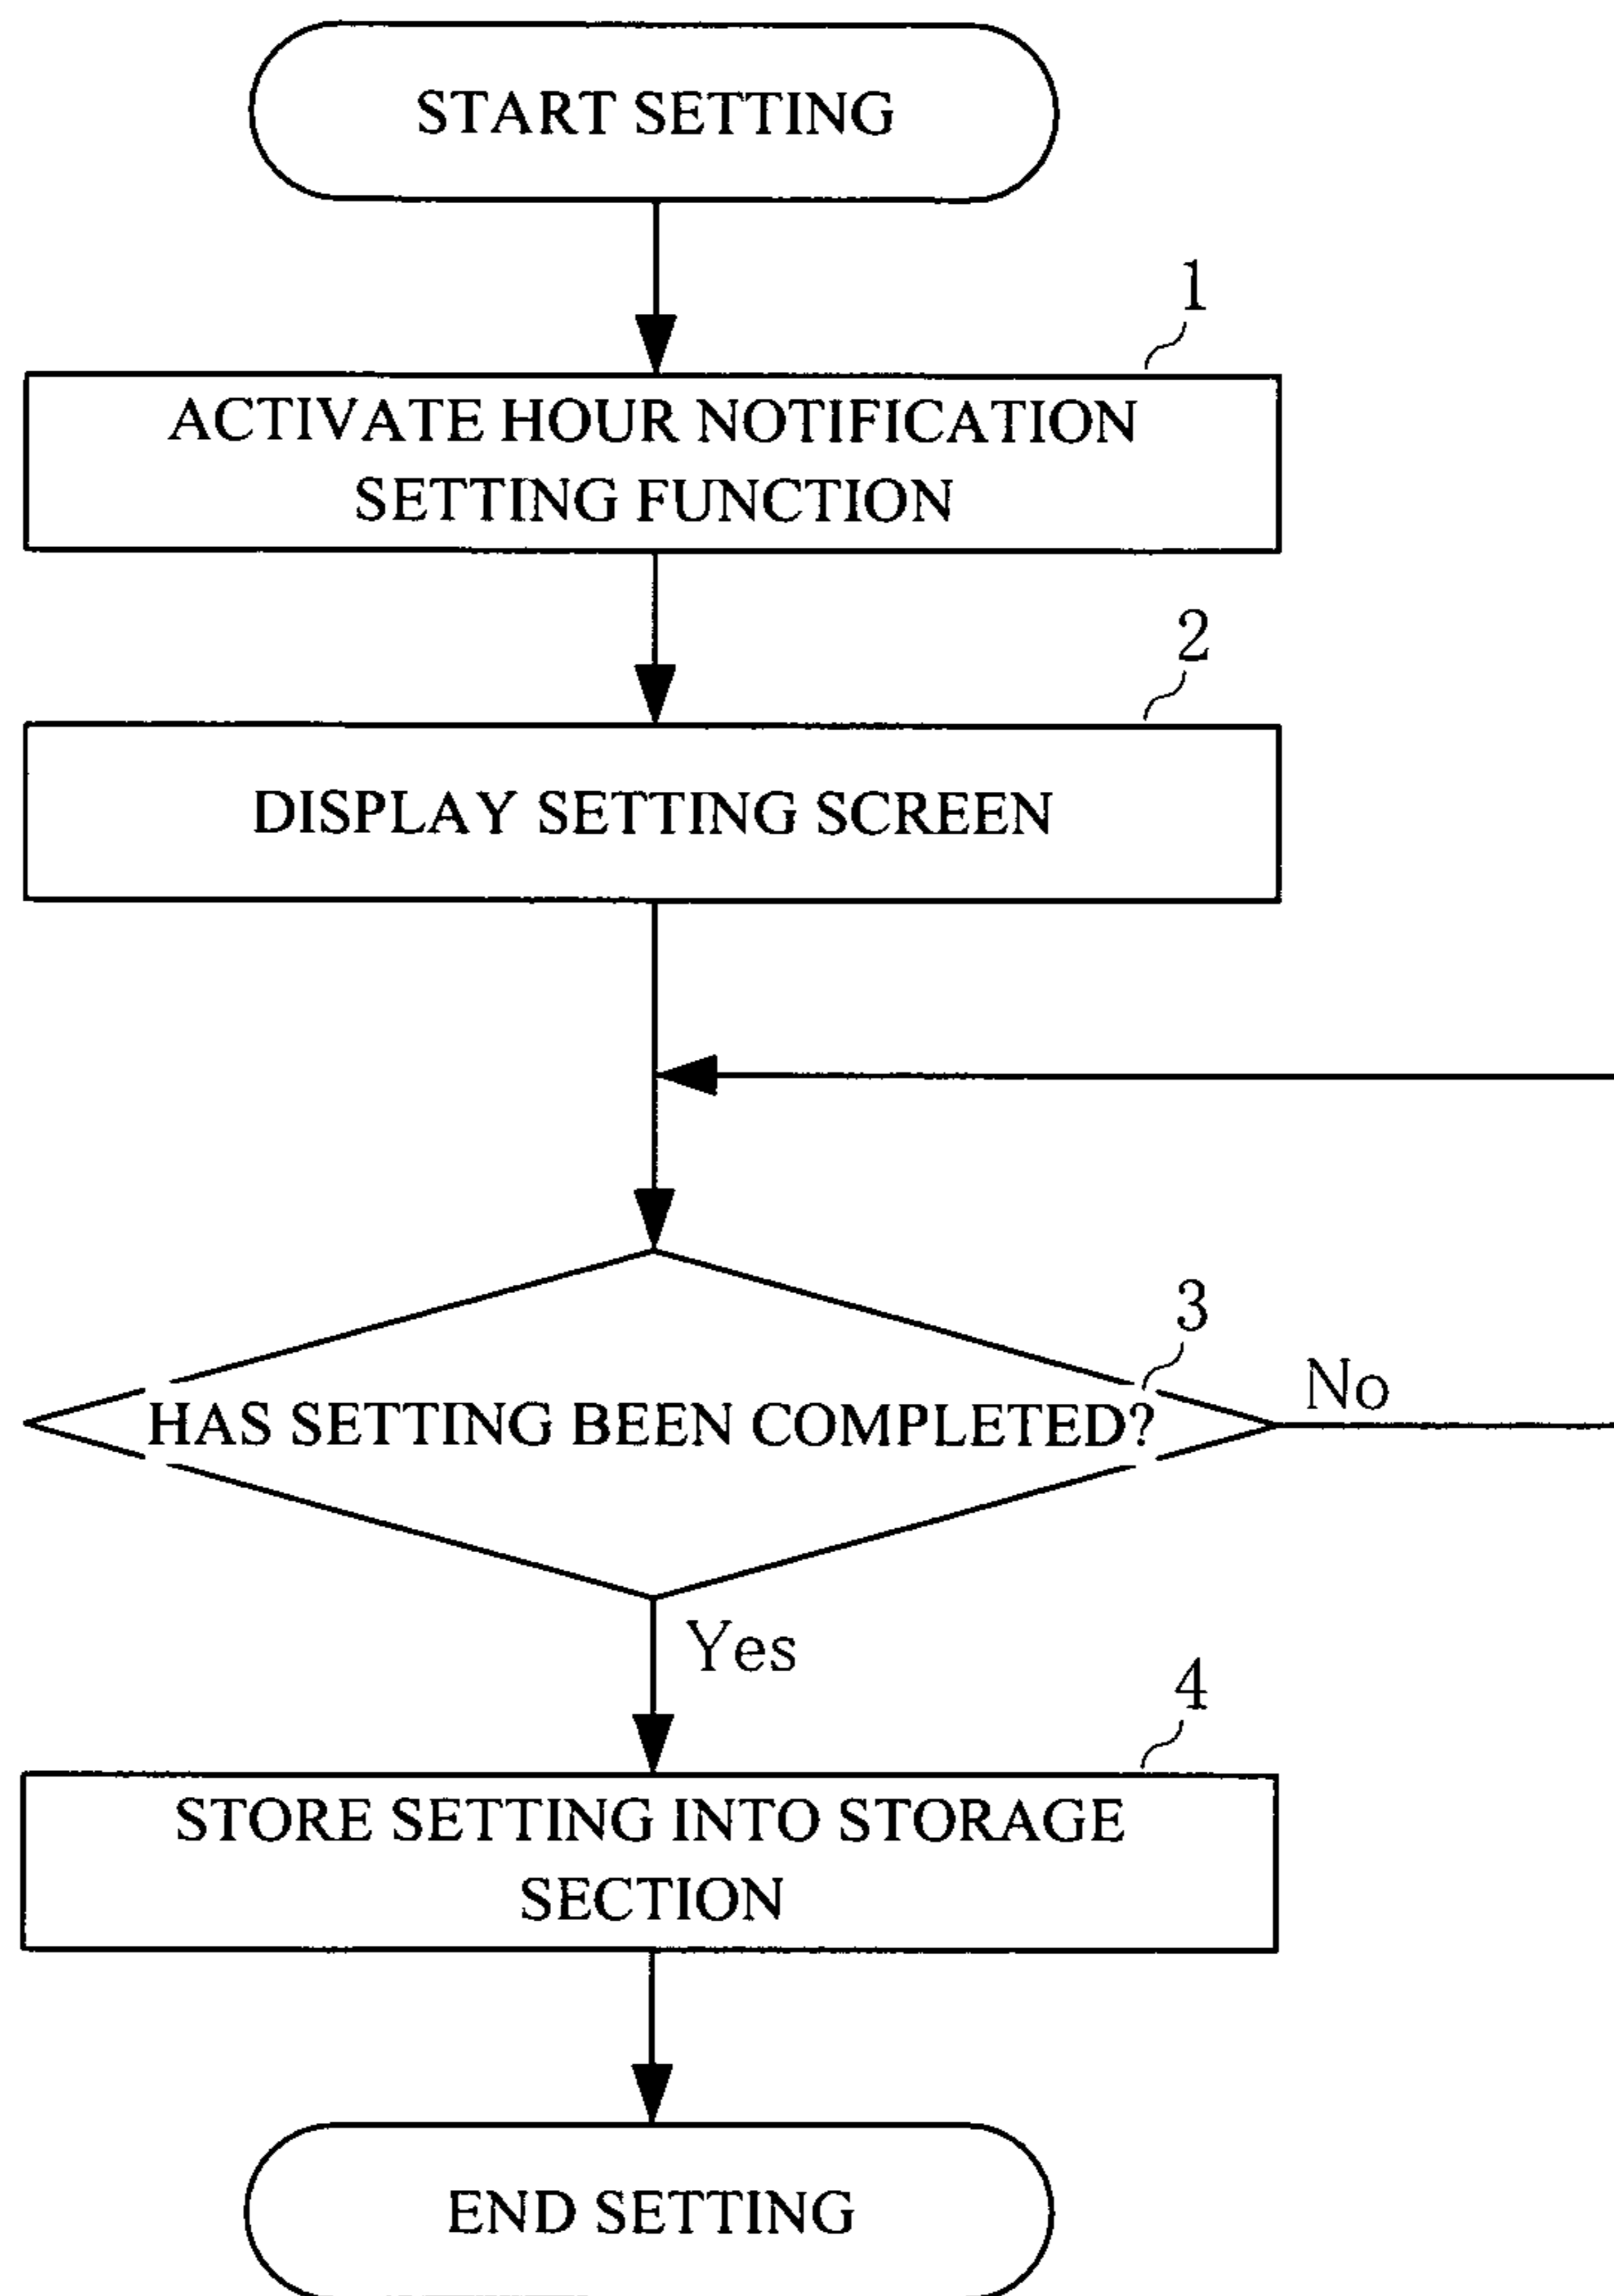 START SETTING
1
ACTIVATE HOUR NOTIFICATION
SETTING FUNCTION
2
DISPLAY SETTING SCREEN
3
No
HAS SETTING BEEN COMPLETED?
Yes
4
STORE SETTING INTO STORAGE
SECTION
END SETTING